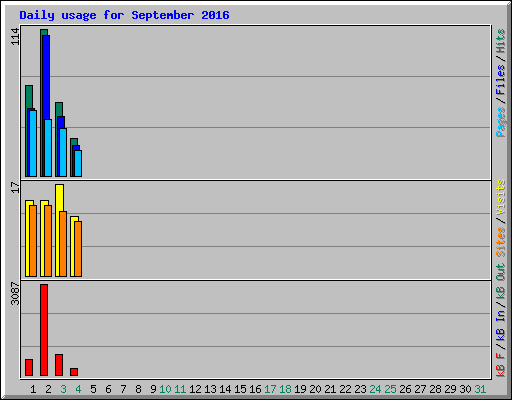 Daily usage for September 2016
114
Pages / Files / Hits
17
Sites / Visits
3087
kB F / kB In / kB Out
1 2 3 4 5 6 7 8 9 10 11 12 13 14 15 16 17 18 19 20 21 22 23 24 25 26 27 28 29 30 31